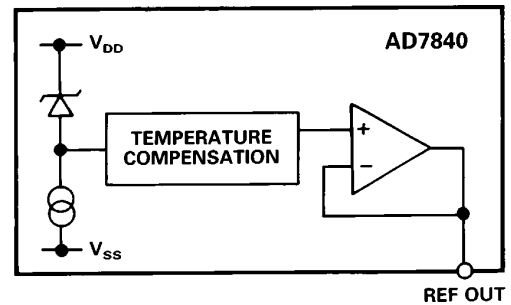 V_DD
AD7840
TEMPERATURE
COMPENSATION
+
−
V_SS
REF OUT